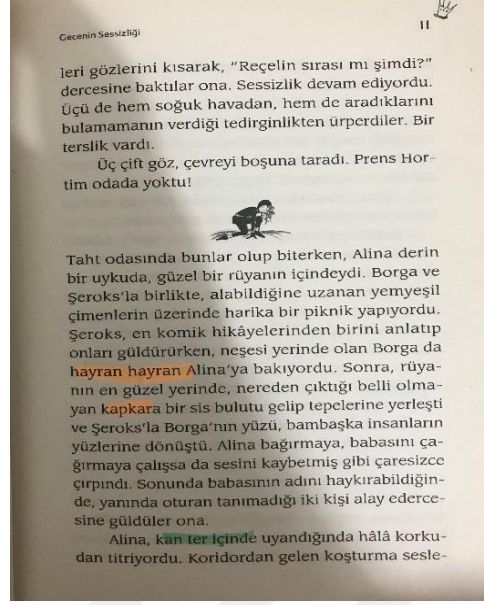 Gecenin Sessizliği
11
leri gözlerini kısarak, "Reçelin sırası mı şimdi?"
dercesine baktılar ona. Sessizlik devam ediyordu.
Üçü de hem soğuk havadan, hem de aradıklarını
bulamamanın verdiği tedirginlikten ürperdiler. Bir
terslik vardı.
Üç çift göz, çevreyi boşuna taradı. Prens Hor-
tim odada yoktu!
Taht odasında bunlar olup biterken, Alina derin
bir uykuda, güzel bir rüyanın içindeydi. Borga ve
Şeroks'la birlikte, alabildiğine uzanan yemyeşil
çimenlerin üzerinde harika bir piknik yapıyordu.
Şeroks, en komik hikâyelerinden birini anlatıp
onları güldürürken, neşesi yerinde olan Borga da
hayran hayran Alina'ya bakıyordu. Sonra, rüya-
nın en güzel yerinde, nereden çıktığı belli olma-
yan kapkara bir sis bulutu gelip tepelerine yerleşti
ve Şeroks'la Borga'nın yüzü, bambaşka insanların
yüzlerine dönüştü. Alina bağırmaya, babasını ça-
ğırmaya çalışsa da sesini kaybetmiş gibi çaresizce
çırpındı. Sonunda babasının adını haykırabildiğin-
de, yanında oturan tanımadığı iki kişi alay ederce-
sine güldüler ona.
Alina, kan ter içinde uyandığında hâlâ korku-
dan titriyordu. Koridordan gelen koşturma sesle-